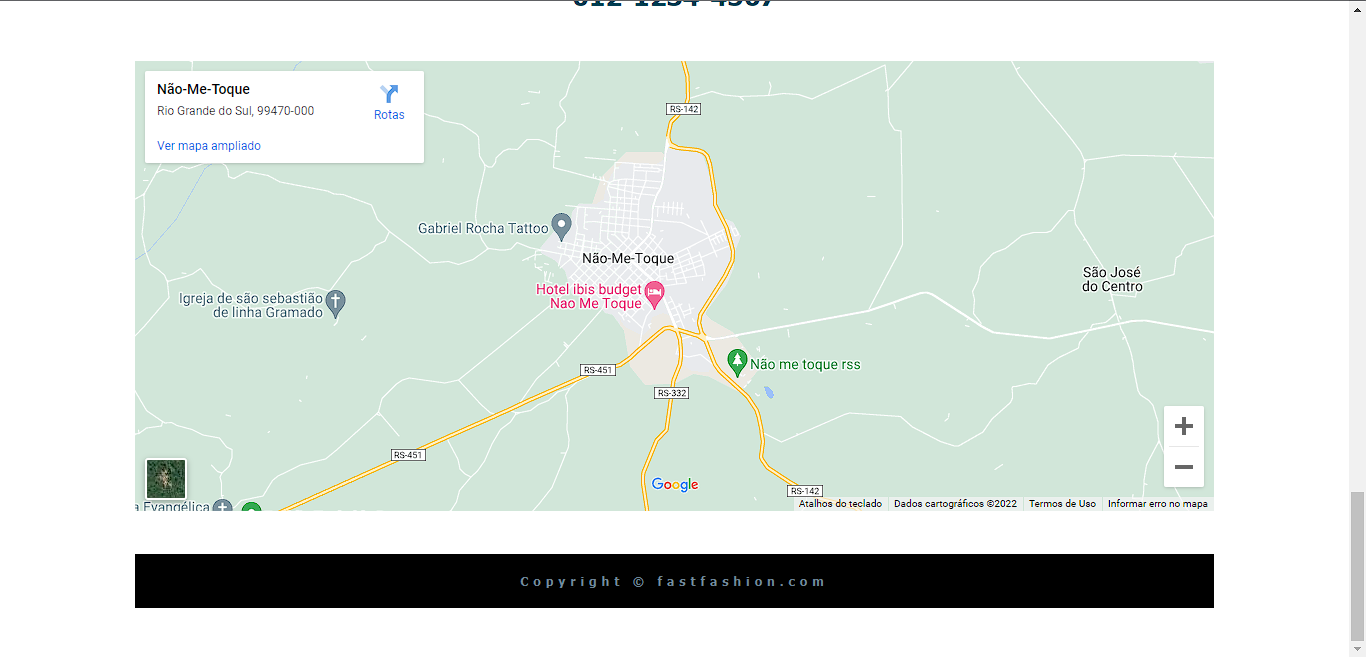 Não-Me-Toque
Rio Grande do Sul, 99470-000
Rotas
Ver mapa ampliado
RS-142
Gabriel Rocha Tattoo
Não-Me-Toque
São José
do Centro
Hotel ibis budget
Nao Me Toque
Igreja de são sebastião
de linha Gramado
Não me toque rss
RS-451
RS-332
RS-451
Google
RS-142
a Evangélica
Atalhos do teclado
Dados cartográficos ©2022
Termos de Uso
Informar erro no mapa
Copyright © fastfashion.com